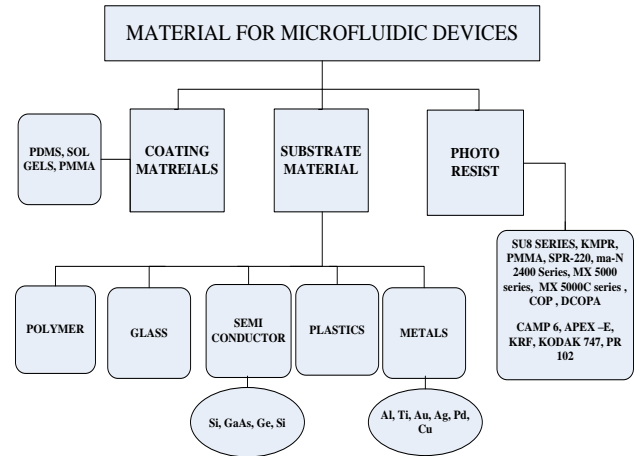 MATERIAL FOR MICROFLUIDIC DEVICES
PDMS, SOL
GELS, PMMA
COATING
MATREIALS
SUBSTRATE
MATERIAL
PHOTO
RESIST
SU8 SERIES, KMPR,
PMMA, SPR-220, ma-N
2400 Series, MX 5000
series, MX 5000C series ,
COP , DCOPA
CAMP 6, APEX –E,
KRF, KODAK 747, PR
102
POLYMER
GLASS
SEMI
CONDUCTOR
PLASTICS
METALS
Si, GaAs, Ge, Si
Al, Ti, Au, Ag, Pd,
Cu